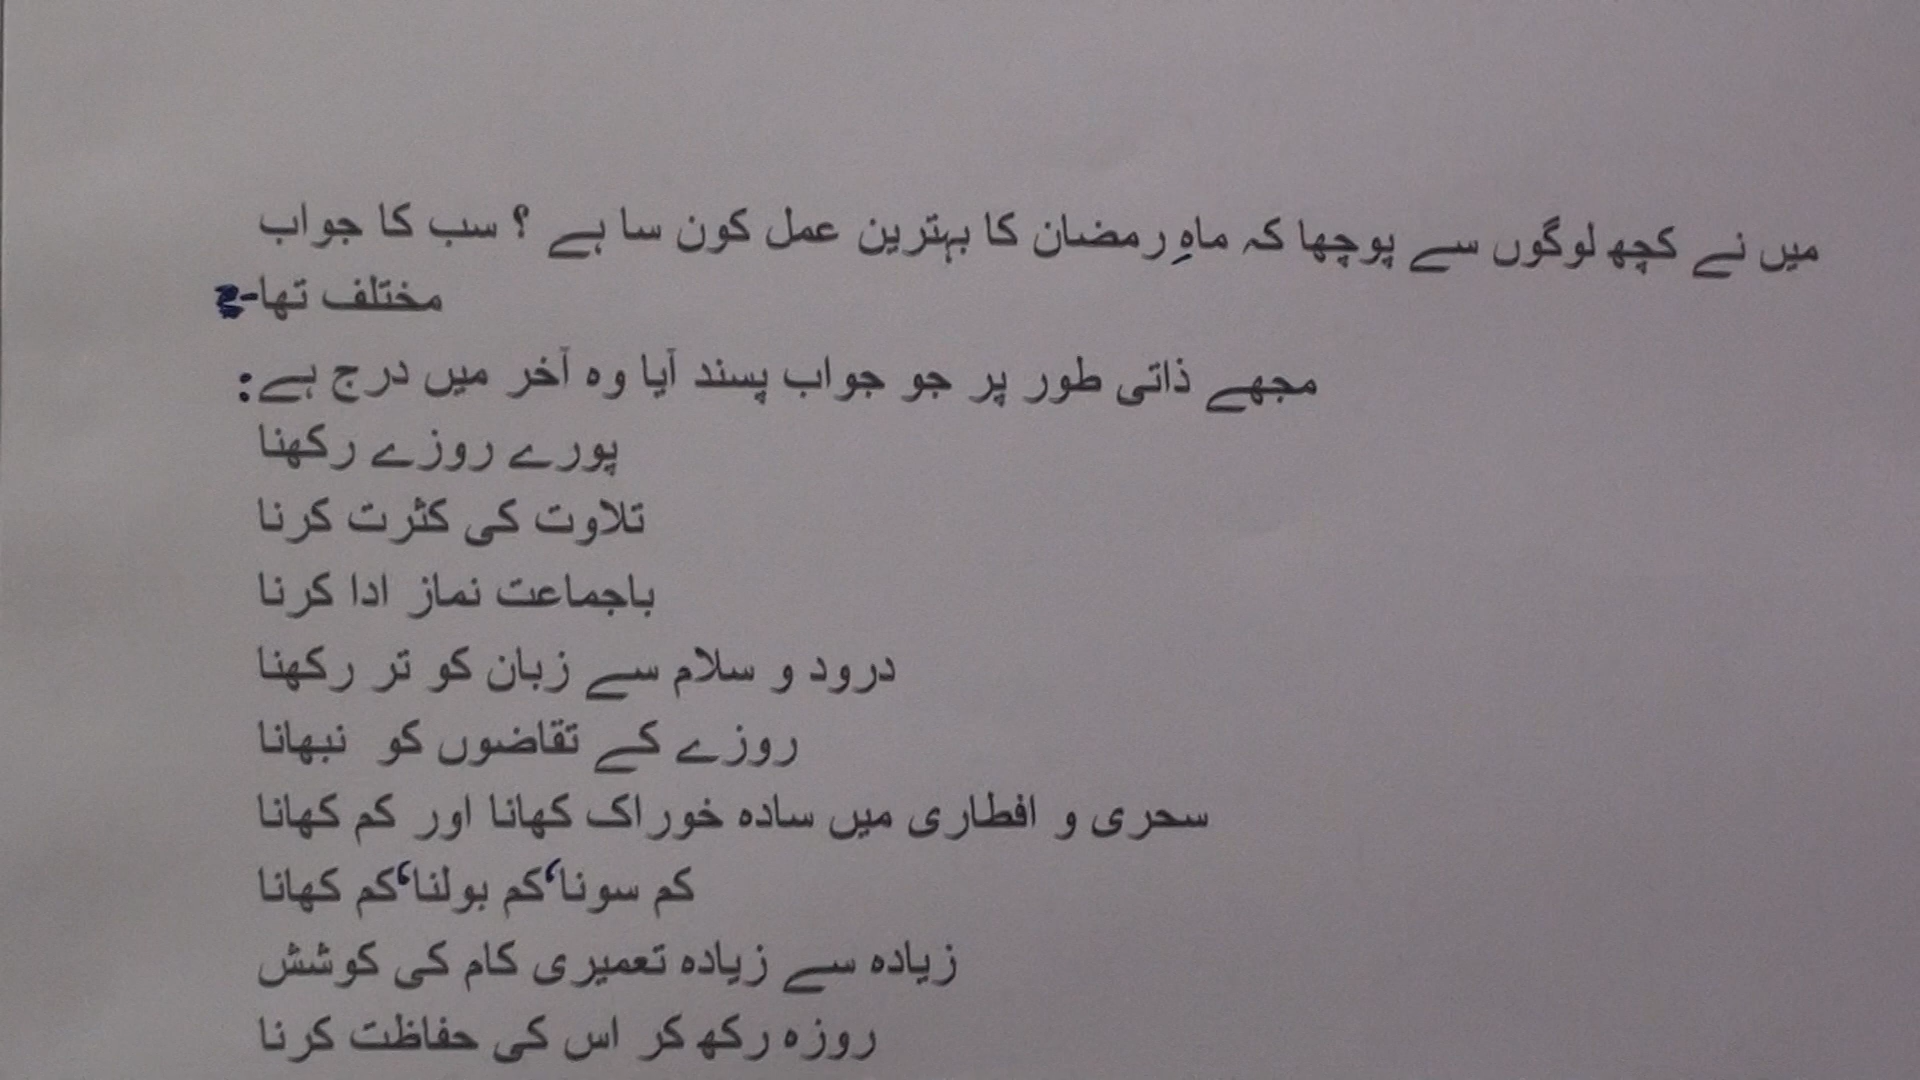 میں نے کچھ لوگوں سے پوچھا کہ ماہِ رمضان کا بہترین عمل کون سا ہے ؟ سب کا جواب
مختلف تھا-
مجھے ذاتی طور پر جو جواب پسند آیا وہ آخر میں درج ہے:
پورے روزے رکھنا
تلاوت کی کثرت کرنا
باجماعت نماز ادا کرنا
درود و سلام سے زبان کو تر رکھنا
روزے کے تقاضوں کو نبھانا
سحری و افطاری میں سادہ خوراک کھانا اور کم کھانا
کم سونا‘کم بولنا‘کم کھانا
زیادہ سے زیادہ تعمیری کام کی کوشش
روزہ رکھ کر اس کی حفاظت کرنا